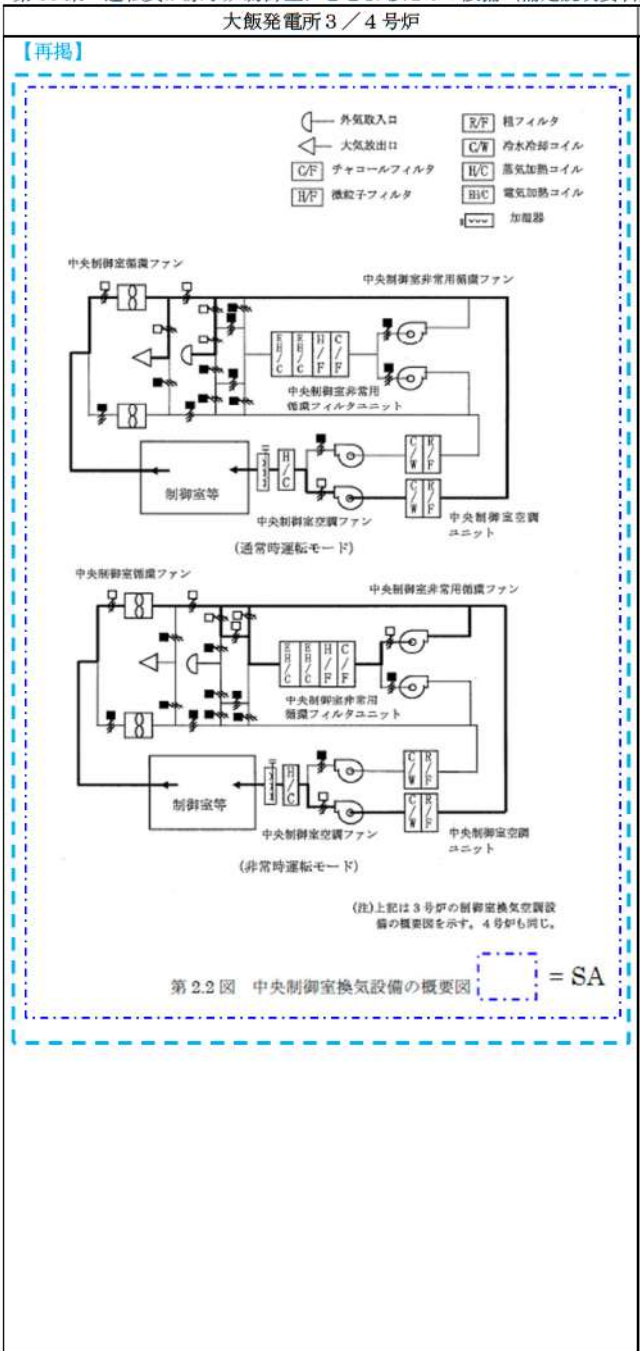 大飯発電所３／４号炉
【再掲】
外気取入口
R/F 粗フィルタ
大気放出口
C/W 冷水冷却コイル
C/F チャコールフィルタ
H/C 蒸気加熱コイル
H/F 微粒子フィルタ
EH/C 電気加熱コイル
加湿器
中央制御室循環ファン
中央制御室非常用循環ファン
EH/C EH/C H/F C/F
中央制御室非常用
循環フィルタユニット
C/W R/F
H/C
制御室等
C/W R/F
中央制御室空調ファン
中央制御室空調
ユニット
(通常時運転モード)
中央制御室循環ファン
中央制御室非常用循環ファン
EH/C EH/C H/F C/F
中央制御室非常用
循環フィルタユニット
C/W R/F
H/C
制御室等
C/W R/F
中央制御室空調ファン
中央制御室空調
ユニット
(非常時運転モード)
(注)上記は３号炉の制御室換気空調設
備の概要図を示す。４号炉も同じ。
第 2.2 図　中央制御室換気設備の概要図
= SA